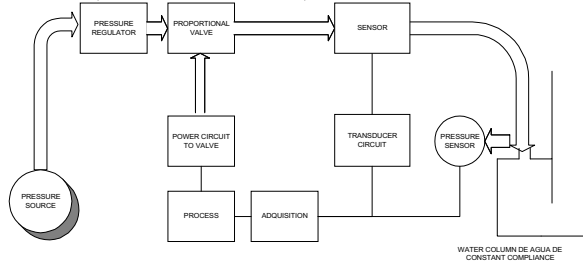 PRESSURE
REGULATOR
PROPORTIONAL
VALVE
SENSOR
POWER CIRCUIT
TO VALVE
TRANSDUCER
CIRCUIT
PRESSURE
SENSOR
PRESSURE
SOURCE
PROCESS
ADQUISITION
WATER COLUMN DE AGUA DE
CONSTANT COMPLIANCE